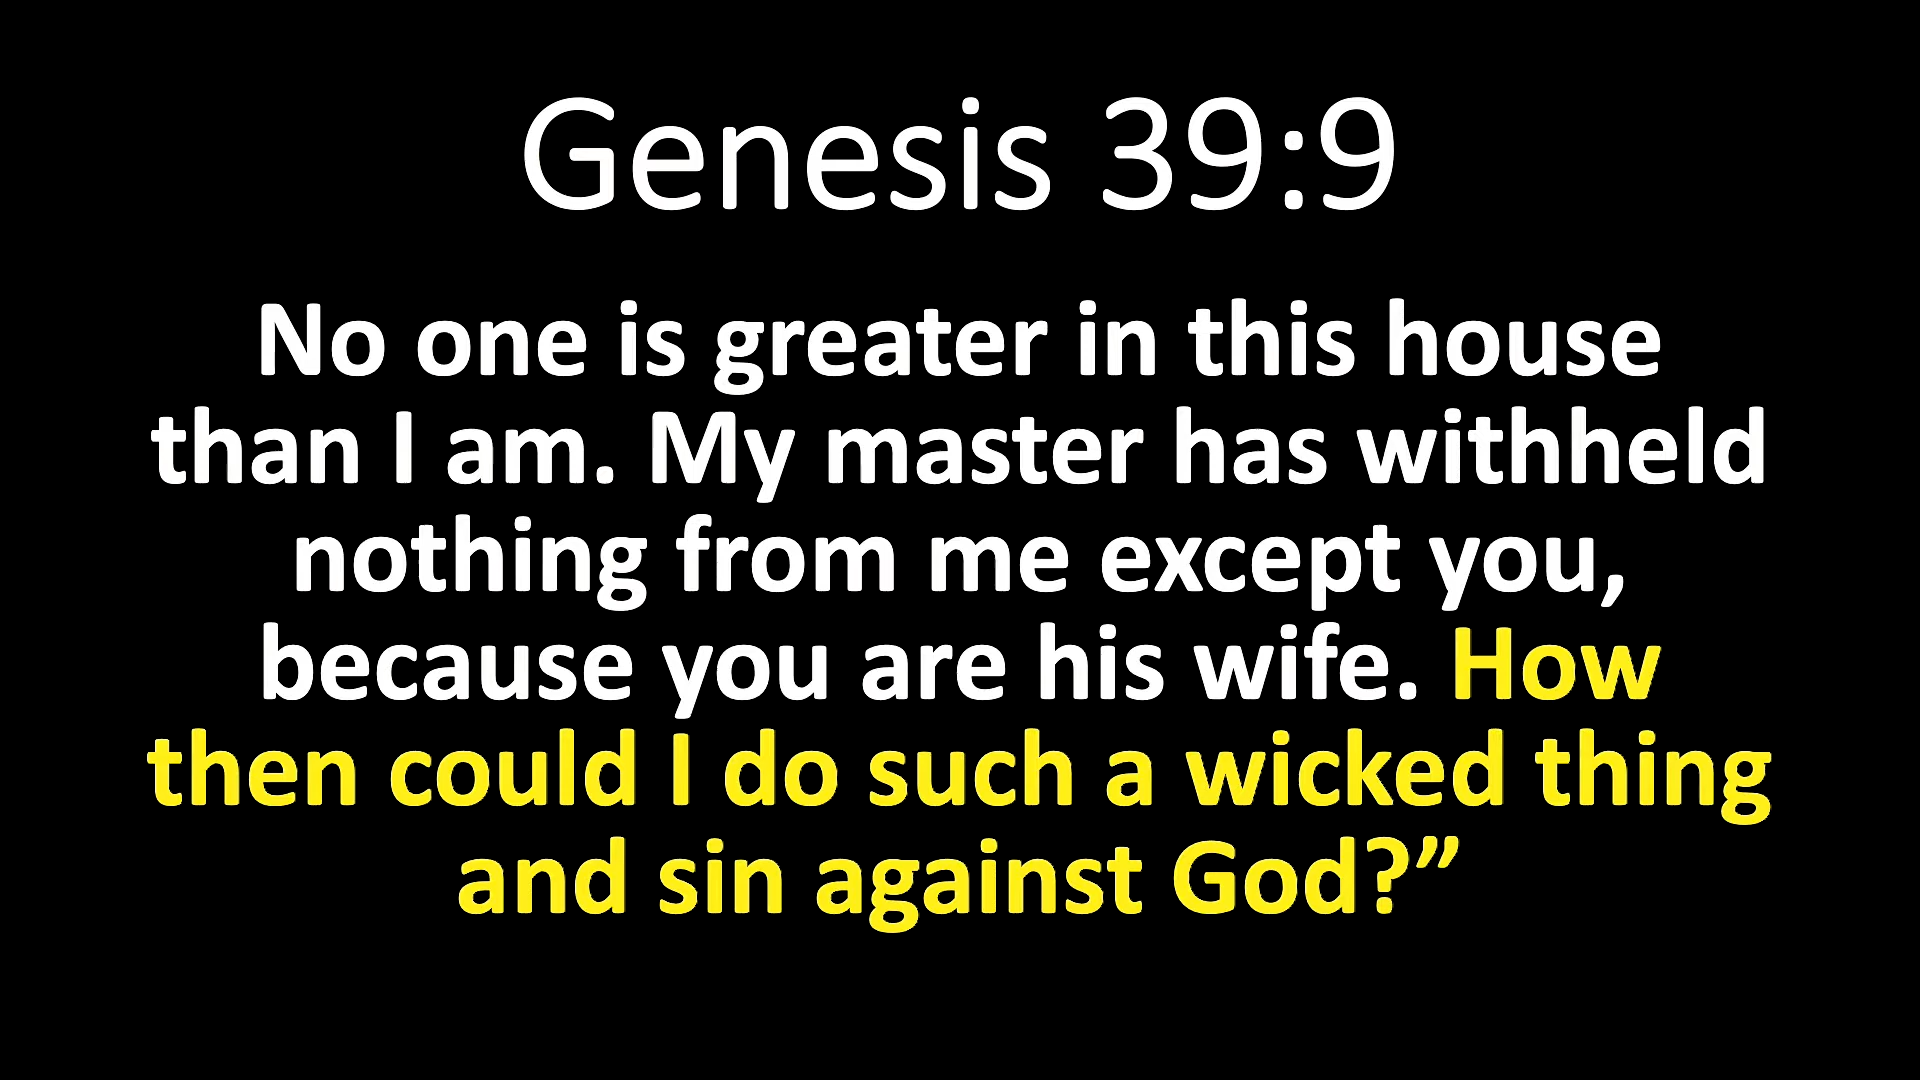 Genesis 39:9
No one is greater in this house
than I am. My master has withheld
nothing from me except you,
because you are his wife. How
then could I do such a wicked thing
and sin against God?”